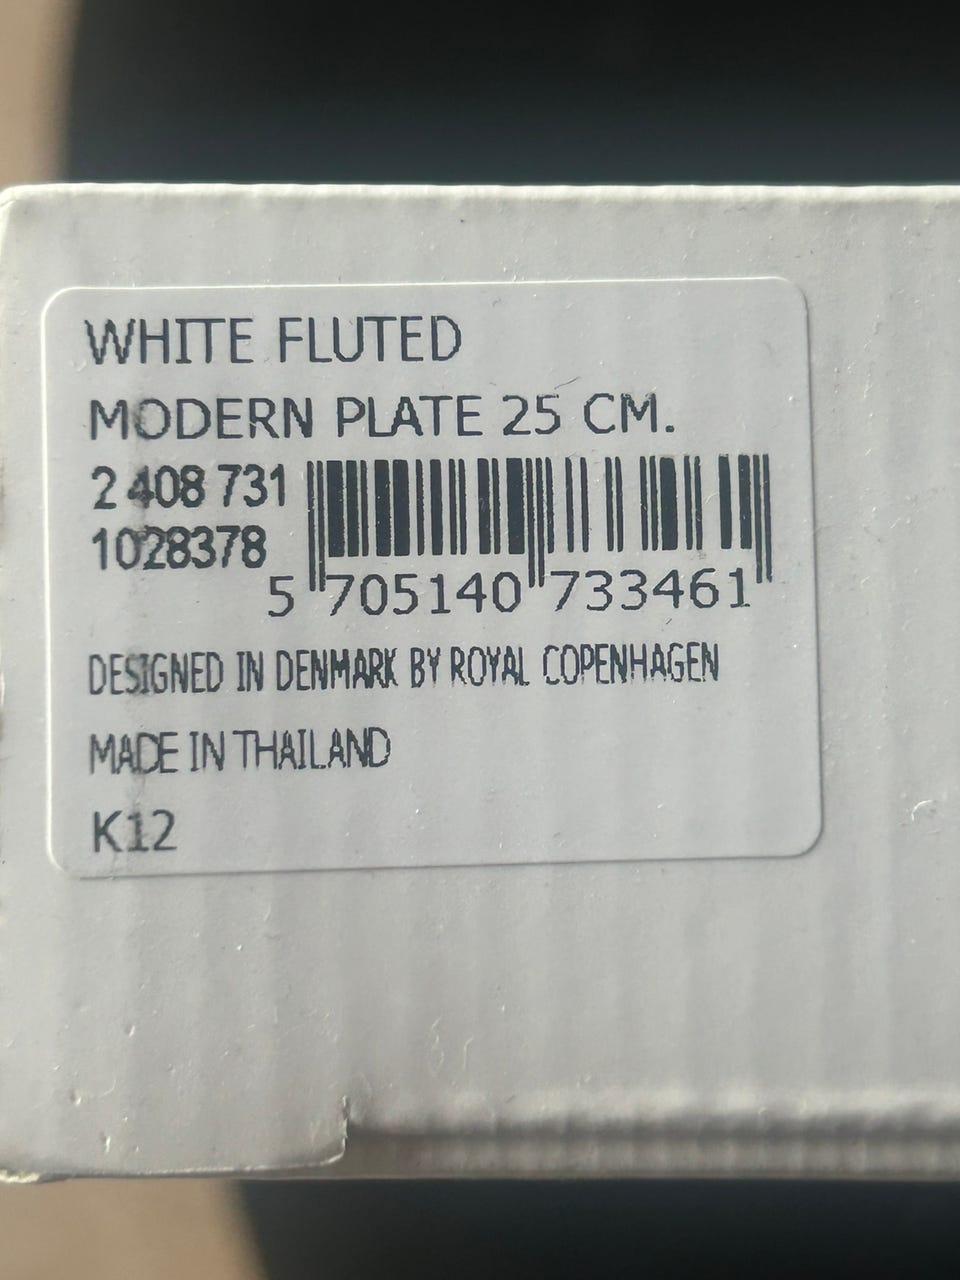 WHITE FLUTED
MODERN PLATE 25 CM.
2 408 731
1028378
5 705140 733461
DESIGNED IN DENMARK BY ROYAL COPENHAGEN
MADE IN THAILAND
K12